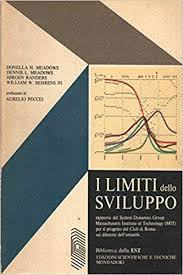 DONELLA H. MEADOWS
DENNIS L. MEADOWS
JØRGEN RANDERS
WILLIAM W. BEHRENS III
prefazione di
AURELIO PECCEI
I LIMITI dello
SVILUPPO
rapporto del System Dynamics Group
Massachusetts Institute of Technology (MIT)
per il progetto del Club di Roma
sui dilemmi dell'umanità
Biblioteca della EST
EDIZIONI SCIENTIFICHE E TECNICHE
MONDADORI